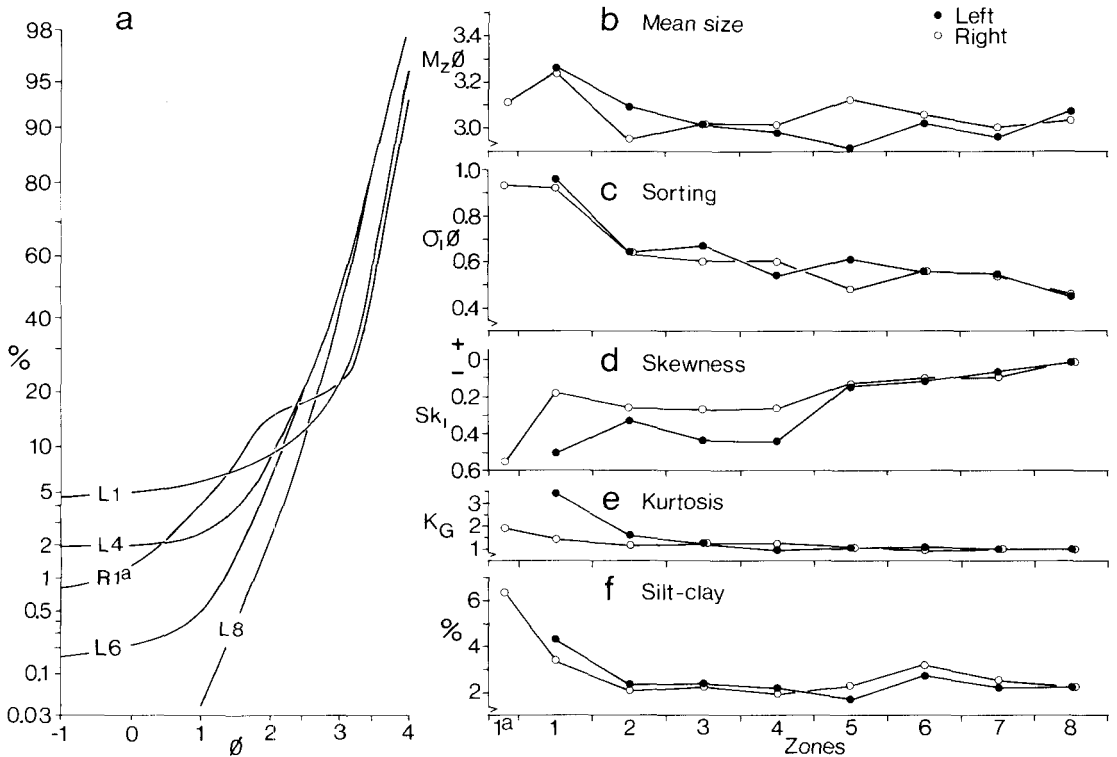 a
98
95
90
80
60
40
%
20
10
5
2
1
0.5
0.1
0.03
-1 0 1 2 3 4
Ø
L1
L4
R1ª
L6
L8
b Mean size
● Left
○ Right
MzØ
3.4
3.2
3.0
c Sorting
σIØ
1.0
0.8
0.6
0.4
d Skewness
+
−
SkI
0
0.2
0.4
0.6
e Kurtosis
KG
3
2
1
f Silt-clay
%
6
4
2
1ª 1 2 3 4 5 6 7 8
Zones